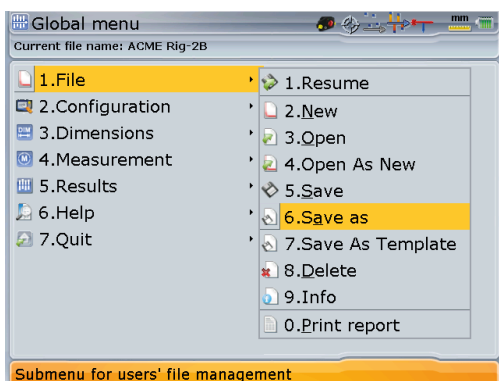 Global menu
mm
Current file name: ACME Rig-2B
1.File
2.Configuration
3.Dimensions
4.Measurement
5.Results
6.Help
7.Quit
1.Resume
2.New
3.Open
4.Open As New
5.Save
6.Save as
7.Save As Template
8.Delete
9.Info
0.Print report
Submenu for users' file management